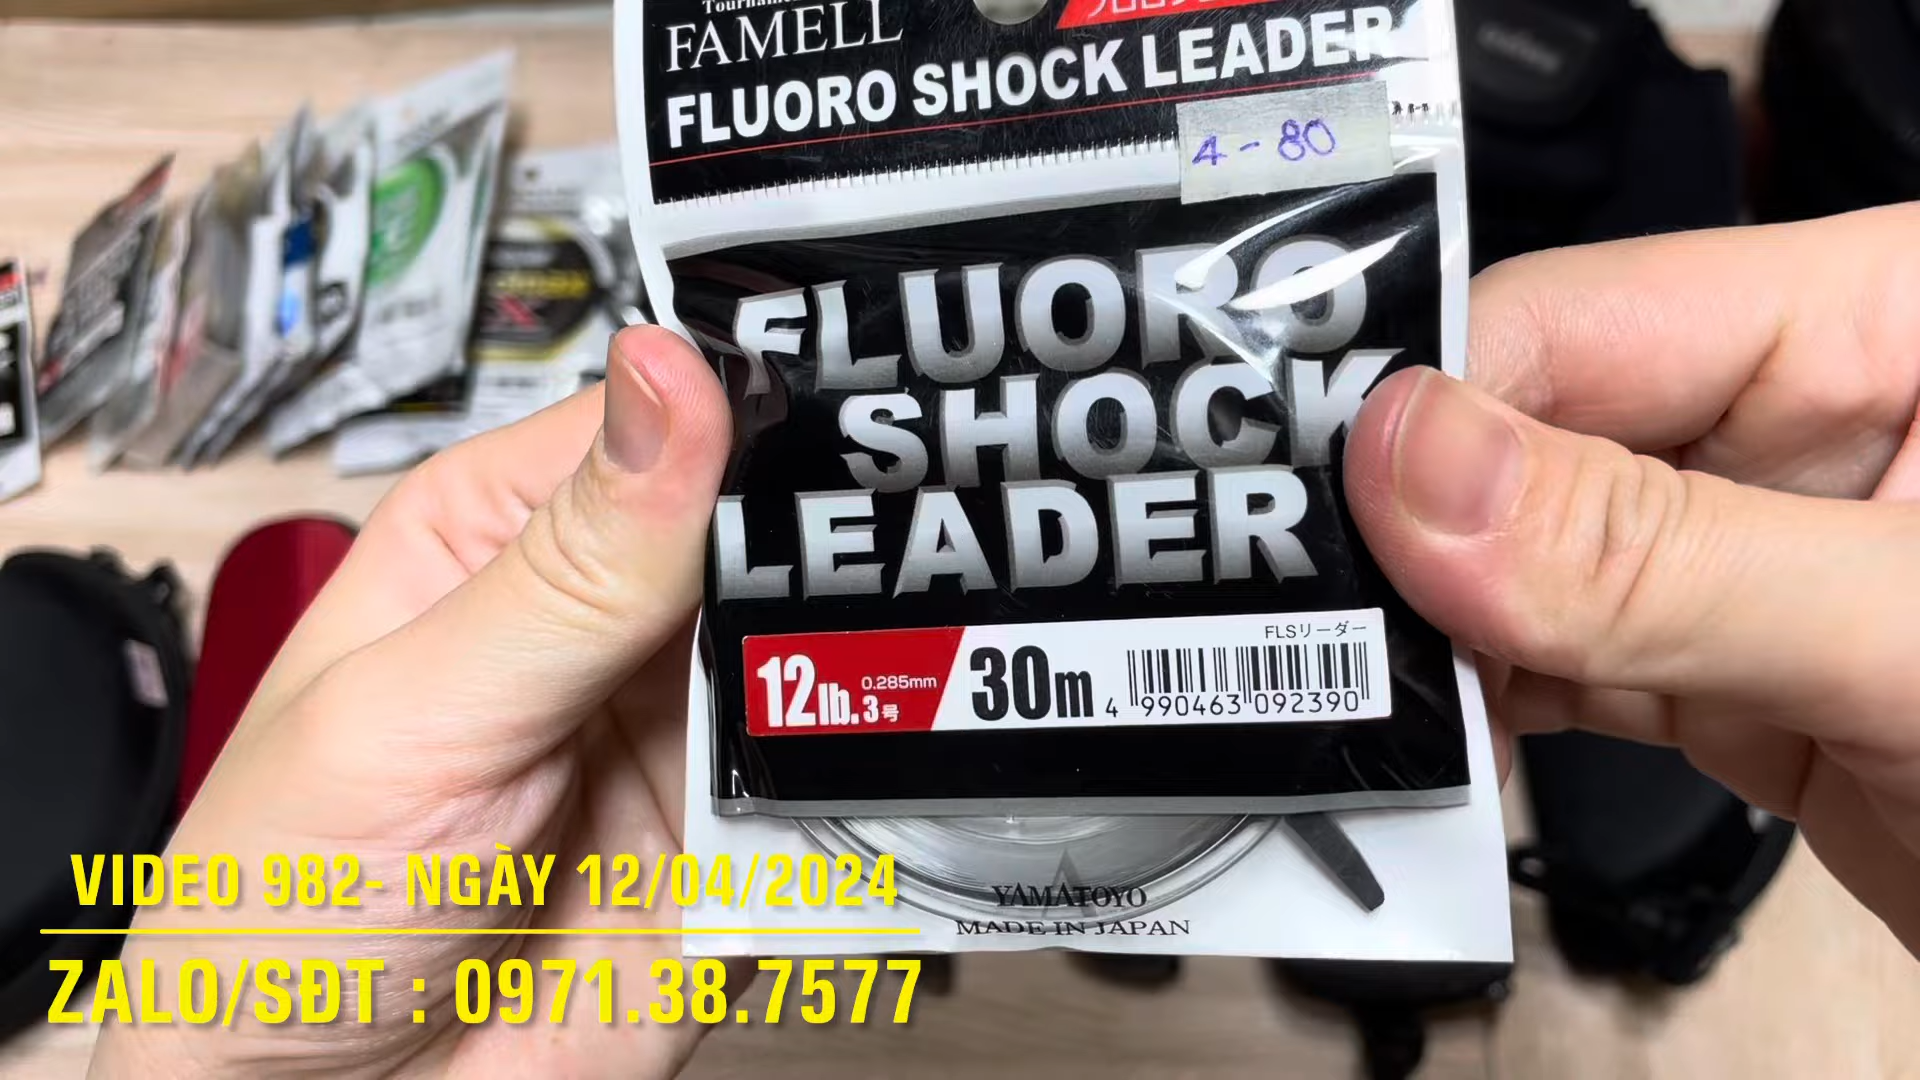 FAMELL
FLUORO SHOCK LEADER
4-80
FLUORO
SHOCK
LEADER
FLSリーダー
12lb. 0.285mm 3号 30m
4 990463 092390
YAMATOYO
MADE IN JAPAN
VIDEO 982- NGÀY 12/04/2024
ZALO/SĐT : 0971.38.7577